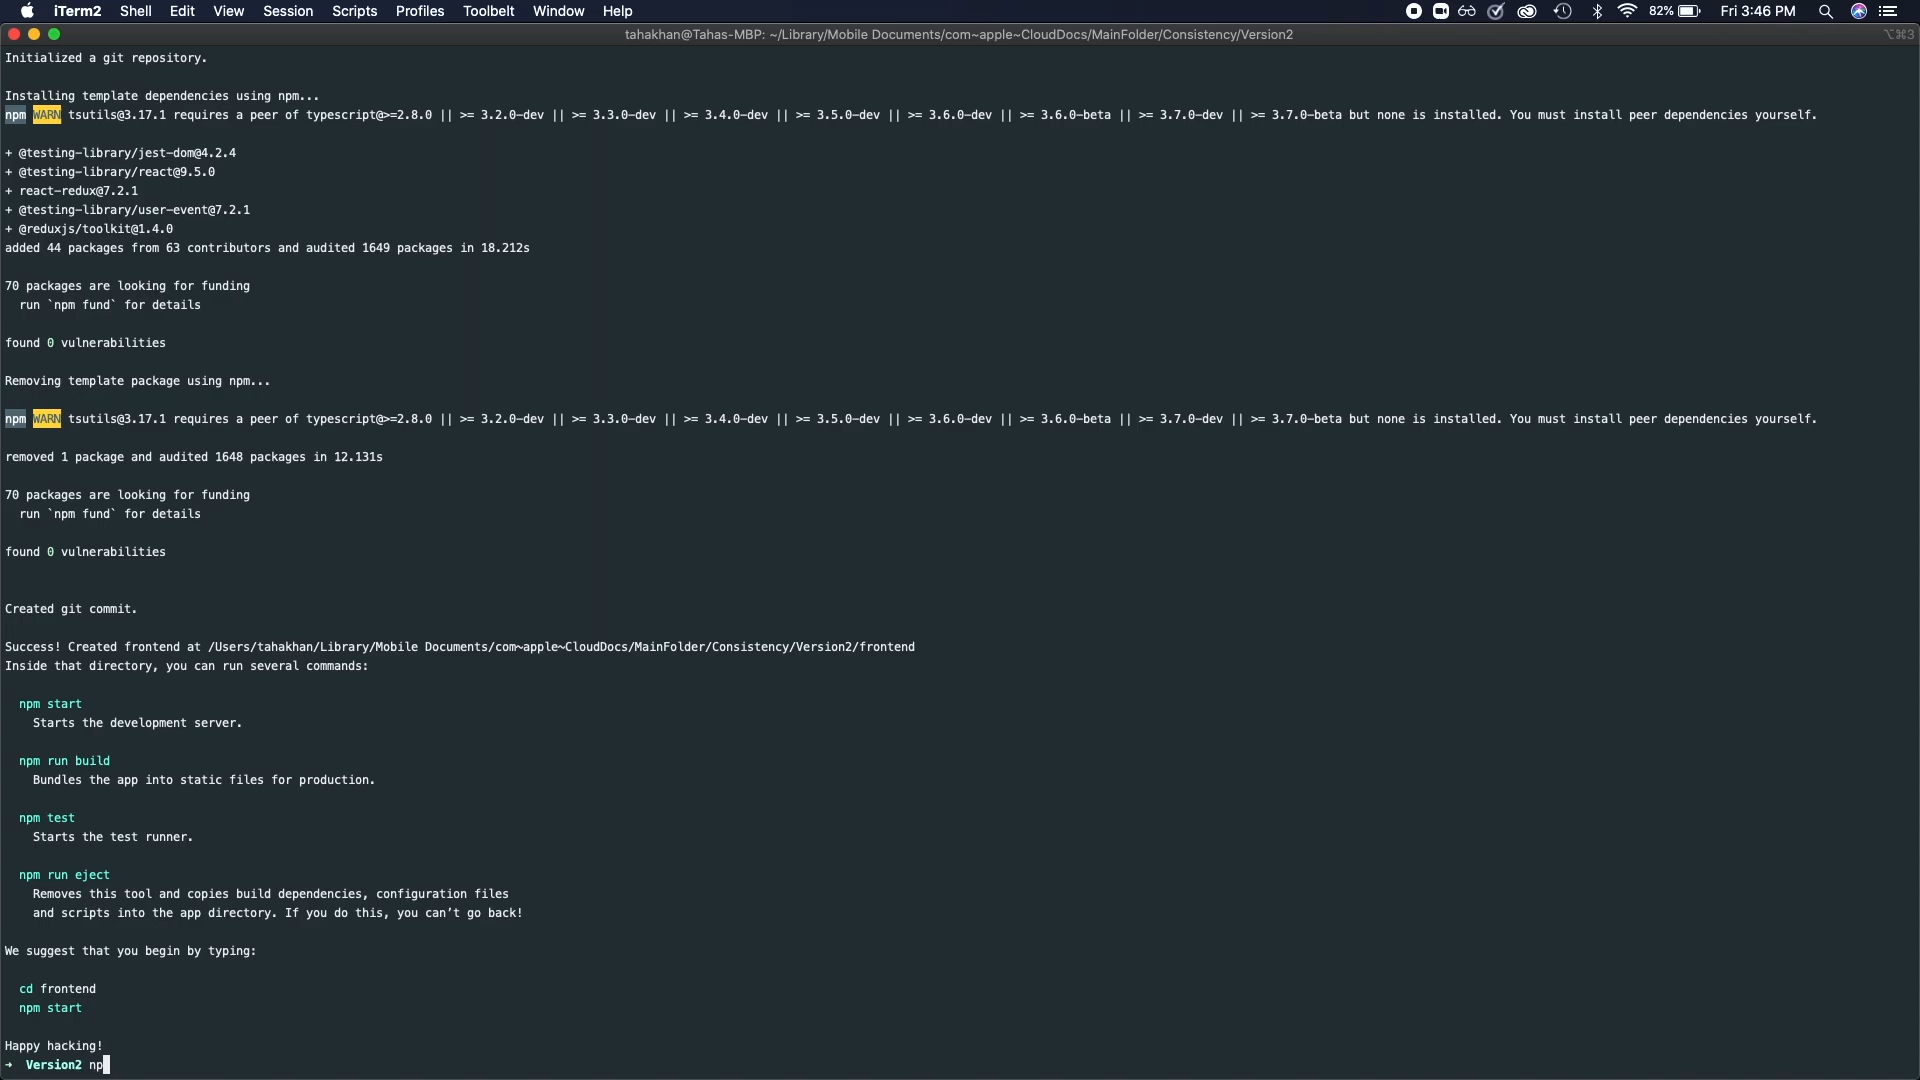 iTerm2 Shell Edit View Session Scripts Profiles Toolbelt Window Help 82% Fri 3:46 PM
tahakhan@Tahas-MBP: ~/Library/Mobile Documents/com~apple~CloudDocs/MainFolder/Consistency/Version2 ⌥⌘3
Initialized a git repository.
Installing template dependencies using npm...
npm WARN tsutils@3.17.1 requires a peer of typescript@>=2.8.0 || >= 3.2.0-dev || >= 3.3.0-dev || >= 3.4.0-dev || >= 3.5.0-dev || >= 3.6.0-dev || >= 3.6.0-beta || >= 3.7.0-dev || >= 3.7.0-beta but none is installed. You must install peer dependencies yourself.
+ @testing-library/jest-dom@4.2.4
+ @testing-library/react@9.5.0
+ react-redux@7.2.1
+ @testing-library/user-event@7.2.1
+ @reduxjs/toolkit@1.4.0
added 44 packages from 63 contributors and audited 1649 packages in 18.212s
70 packages are looking for funding
run `npm fund` for details
found 0 vulnerabilities
Removing template package using npm...
npm WARN tsutils@3.17.1 requires a peer of typescript@>=2.8.0 || >= 3.2.0-dev || >= 3.3.0-dev || >= 3.4.0-dev || >= 3.5.0-dev || >= 3.6.0-dev || >= 3.6.0-beta || >= 3.7.0-dev || >= 3.7.0-beta but none is installed. You must install peer dependencies yourself.
removed 1 package and audited 1648 packages in 12.131s
70 packages are looking for funding
run `npm fund` for details
found 0 vulnerabilities
Created git commit.
Success! Created frontend at /Users/tahakhan/Library/Mobile Documents/com~apple~CloudDocs/MainFolder/Consistency/Version2/frontend
Inside that directory, you can run several commands:
npm start
Starts the development server.
npm run build
Bundles the app into static files for production.
npm test
Starts the test runner.
npm run eject
Removes this tool and copies build dependencies, configuration files
and scripts into the app directory. If you do this, you can’t go back!
We suggest that you begin by typing:
cd frontend
npm start
Happy hacking!
→ Version2 np